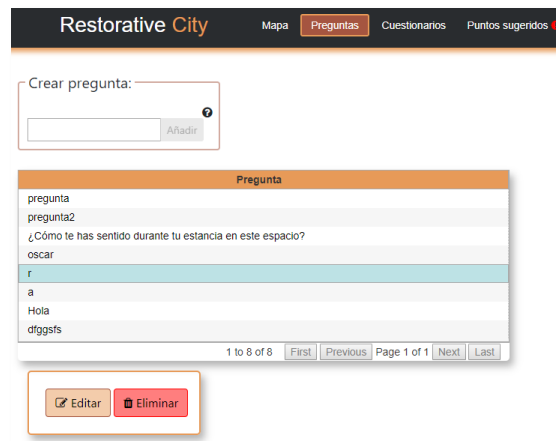 Restorative City Mapa Preguntas Cuestionarios Puntos sugeridos
Crear pregunta:
Añadir
Pregunta
pregunta
pregunta2
¿Cómo te has sentido durante tu estancia en este espacio?
oscar
r
a
Hola
dfggsfs
1 to 8 of 8 First Previous Page 1 of 1 Next Last
Editar Eliminar